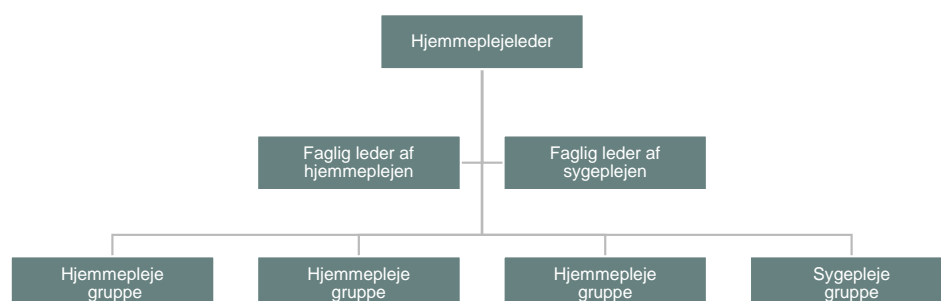 Hjemmeplejeleder
Faglig leder af
hjemmeplejen
Faglig leder af
sygeplejen
Hjemmepleje
gruppe
Hjemmepleje
gruppe
Hjemmepleje
gruppe
Sygepleje
gruppe